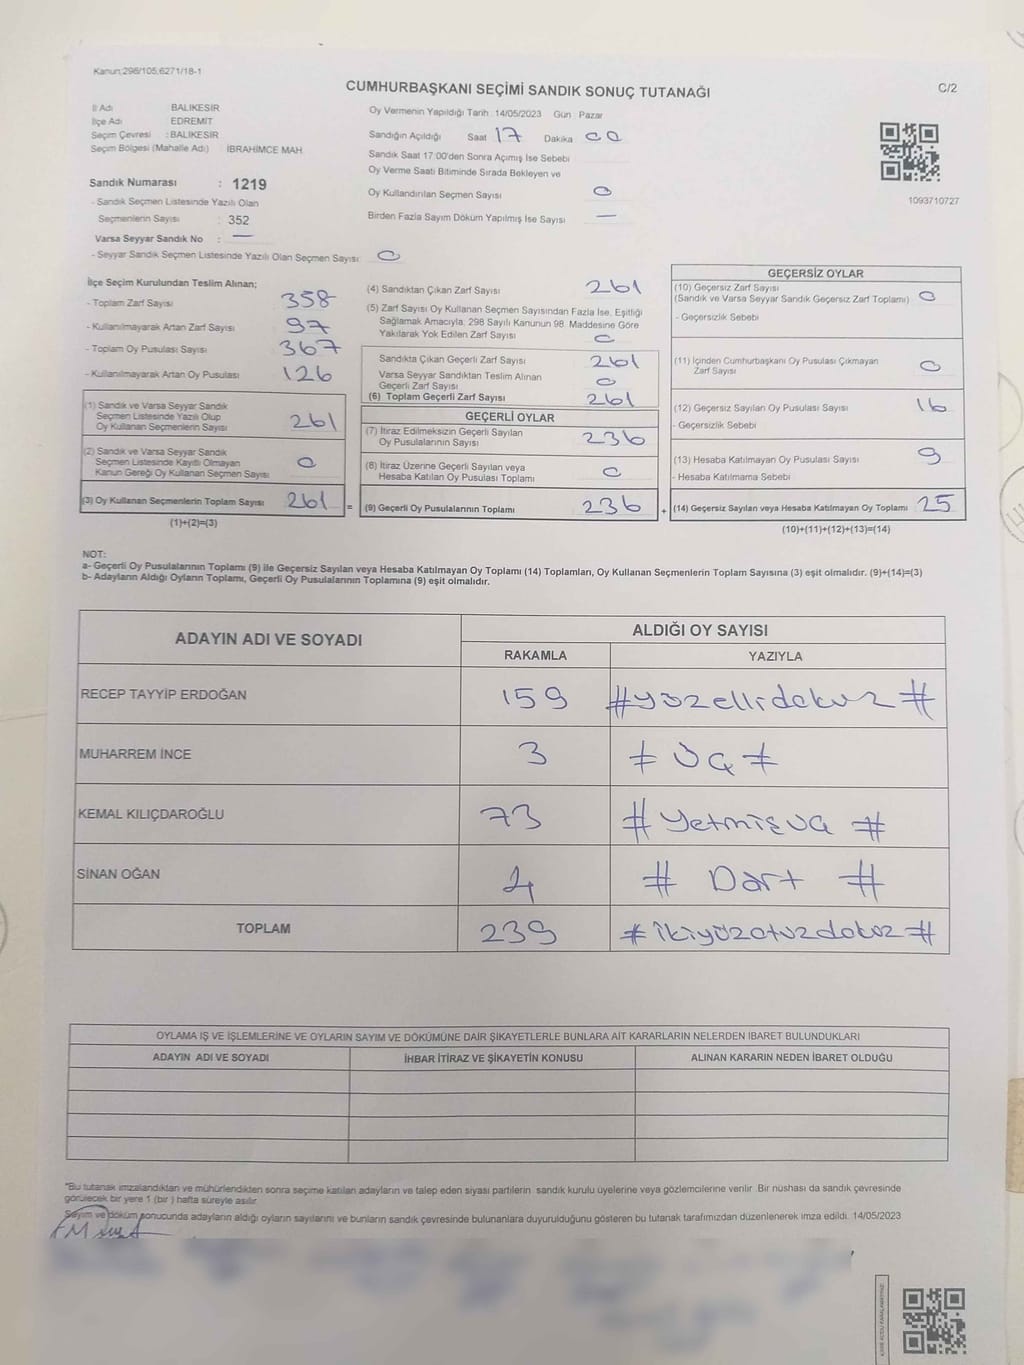 Kanun;298/105;6271/18-1
CUMHURBAŞKANI SEÇİMİ SANDIK SONUÇ TUTANAĞI
C/2
İl Adı BALIKESİR
İlçe Adı EDREMİT
Seçim Çevresi : BALIKESİR
Seçim Bölgesi (Mahalle Adı) İBRAHİMCE MAH.
Oy Vermenin Yapıldığı Tarih : 14/05/2023 Gün Pazar
Sandığın Açıldığı Saat 17 Dakika 00
Sandık Saat 17:00'den Sonra Açımış İse Sebebi
Oy Verme Saati Bitiminde Sırada Bekleyen ve
Oy Kullandırılan Seçmen Sayısı 0
Birden Fazla Sayım Döküm Yapılmış İse Sayısı —
1093710727
Sandık Numarası : 1219
- Sandık Seçmen Listesinde Yazılı Olan
Seçmenlerin Sayısı : 352
Varsa Seyyar Sandık No : —
- Seyyar Sandık Seçmen Listesinde Yazılı Olan Seçmen Sayısı: 0
İlçe Seçim Kurulundan Teslim Alınan;
- Toplam Zarf Sayısı 358
- Kullanılmayarak Artan Zarf Sayısı 97
- Toplam Oy Pusulası Sayısı 367
- Kullanılmayarak Artan Oy Pusulası 126
(1) Sandık ve Varsa Seyyar Sandık
Seçmen Listesinde Yazılı Olup
Oy Kullanan Seçmenlerin Sayısı 261
(2) Sandık ve Varsa Seyyar Sandık
Seçmen Listesinde Kayıtlı Olmayan
Kanun Gereği Oy Kullanan Seçmen Sayısı 0
(3) Oy Kullanan Seçmenlerin Toplam Sayısı 261 =
(1)+(2)=(3)
(4) Sandıktan Çıkan Zarf Sayısı 261
(5) Zarf Sayısı Oy Kullanan Seçmen Sayısından Fazla İse, Eşitliği
Sağlamak Amacıyla, 298 Sayılı Kanunun 98. Maddesine Göre
Yakılarak Yok Edilen Zarf Sayısı 0
Sandıkta Çıkan Geçerli Zarf Sayısı 261
Varsa Seyyar Sandıktan Teslim Alınan
Geçerli Zarf Sayısı 0
(6) Toplam Geçerli Zarf Sayısı 261
GEÇERLİ OYLAR
(7) İtiraz Edilmeksizin Geçerli Sayılan
Oy Pusulalarının Sayısı 236
(8) İtiraz Üzerine Geçerli Sayılan veya
Hesaba Katılan Oy Pusulası Toplamı 0
(9) Geçerli Oy Pusulalarının Toplamı 236 +
GEÇERSİZ OYLAR
(10) Geçersiz Zarf Sayısı
(Sandık ve Varsa Seyyar Sandık Geçersiz Zarf Toplamı) 0
- Geçersizlik Sebebi
(11) İçinden Cumhurbaşkanı Oy Pusulası Çıkmayan
Zarf Sayısı 0
(12) Geçersiz Sayılan Oy Pusulası Sayısı 16
- Geçersizlik Sebebi
(13) Hesaba Katılmayan Oy Pusulası Sayısı 9
- Hesaba Katılmama Sebebi
(14) Geçersiz Sayılan veya Hesaba Katılmayan Oy Toplamı 25
(10)+(11)+(12)+(13)=(14)
NOT:
a- Geçerli Oy Pusulalarının Toplamı (9) ile Geçersiz Sayılan veya Hesaba Katılmayan Oy Toplamı (14) Toplamları, Oy Kullanan Seçmenlerin Toplam Sayısına (3) eşit olmalıdır. (9)+(14)=(3)
b- Adayların Aldığı Oyların Toplamı, Geçerli Oy Pusulalarının Toplamına (9) eşit olmalıdır.
ADAYIN ADI VE SOYADI ALDIĞI OY SAYISI
RAKAMLA YAZIYLA
RECEP TAYYİP ERDOĞAN 159 #yüzellidokuz#
MUHARREM İNCE 3 # üç #
KEMAL KILIÇDAROĞLU 73 # yetmişüç #
SİNAN OĞAN 4 # Dört #
TOPLAM 239 #ikiyüzotuzdokuz#
OYLAMA İŞ VE İŞLEMLERİNE VE OYLARIN SAYIM VE DÖKÜMÜNE DAİR ŞİKAYETLERLE BUNLARA AİT KARARLARIN NELERDEN İBARET BULUNDUKLARI
ADAYIN ADI VE SOYADI İHBAR İTİRAZ VE ŞİKAYETİN KONUSU ALINAN KARARIN NEDEN İBARET OLDUĞU
"Bu tutanak imzalandıktan ve mühürlendikten sonra seçime katılan adayların ve talep eden siyasi partilerin sandık kurulu üyelerine veya gözlemcilerine verilir. Bir nüshası da sandık çevresinde
görülecek bir yere 1 (bir ) hafta süreyle asılır.
Sayım ve döküm sonucunda adayların aldığı oyların sayılarını ve bunların sandık çevresinde bulunanlara duyurulduğunu gösteren bu tutanak tarafımızdan düzenlenerek imza edildi. 14/05/2023